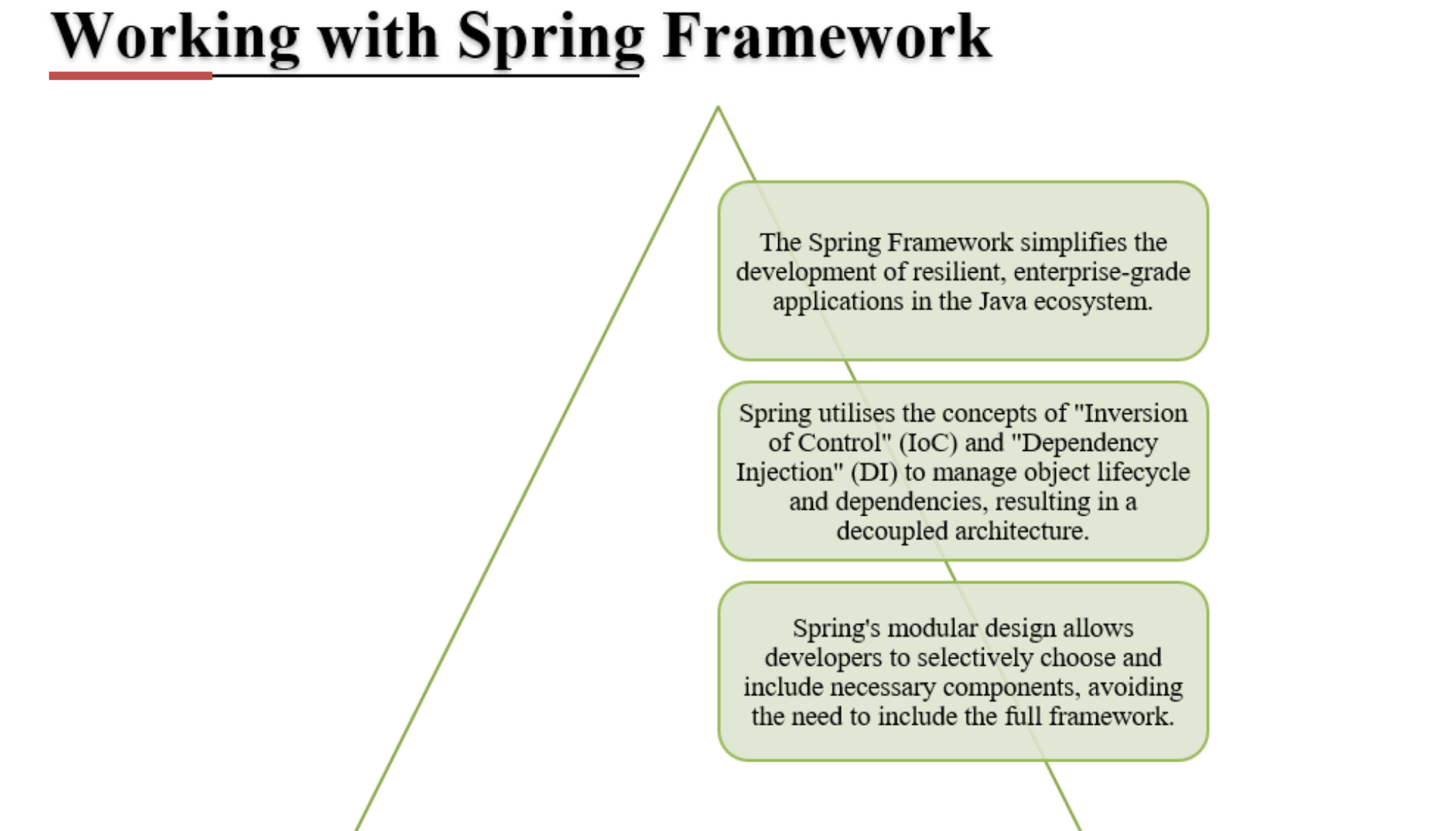 Working with Spring Framework
The Spring Framework simplifies the
development of resilient, enterprise-grade
applications in the Java ecosystem.
Spring utilises the concepts of "Inversion
of Control" (IoC) and "Dependency
Injection" (DI) to manage object lifecycle
and dependencies, resulting in a
decoupled architecture.
Spring's modular design allows
developers to selectively choose and
include necessary components, avoiding
the need to include the full framework.